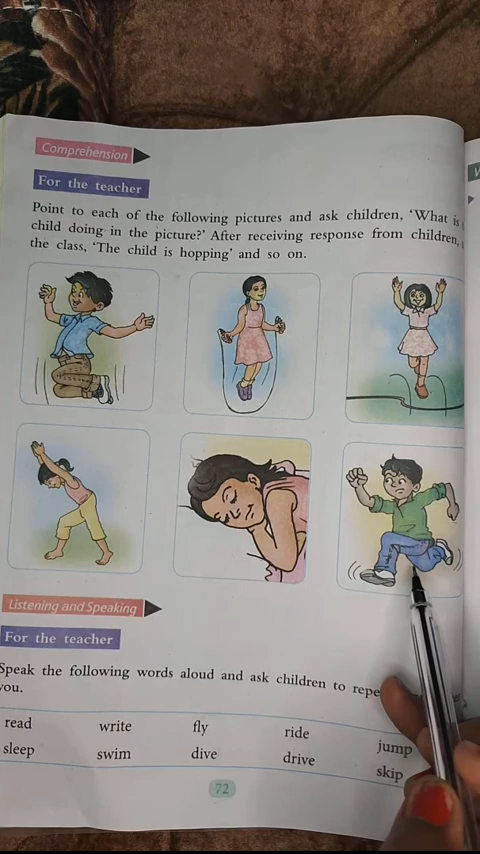 Comprehension
For the teacher
Point to each of the following pictures and ask children, 'What is
child doing in the picture?' After receiving response from children,
the class, 'The child is hopping' and so on.
Listening and Speaking
For the teacher
Speak the following words aloud and ask children to
you.
read write fly ride jump
sleep swim dive drive skip
72